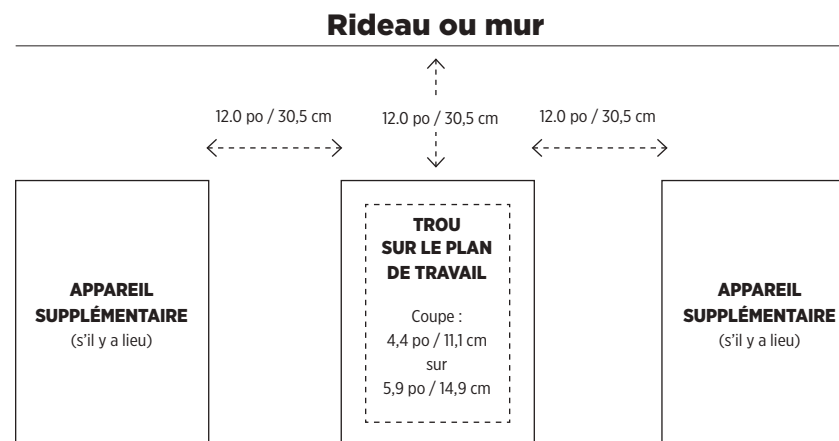 Rideau ou mur
12.0 po / 30,5 cm
12.0 po / 30,5 cm
12.0 po / 30,5 cm
APPAREIL
SUPPLÉMENTAIRE
(s’il y a lieu)
TROU
SUR LE PLAN
DE TRAVAIL
Coupe :
4,4 po / 11,1 cm
sur
5,9 po / 14,9 cm
APPAREIL
SUPPLÉMENTAIRE
(s’il y a lieu)